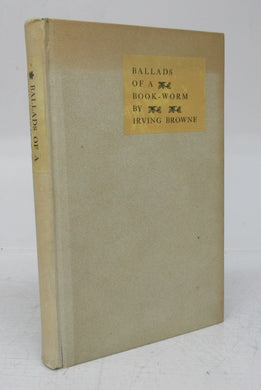 BALLADS
OF A
BOOK-WORM
BY
IRVING BROWNE
BALLADS OF A